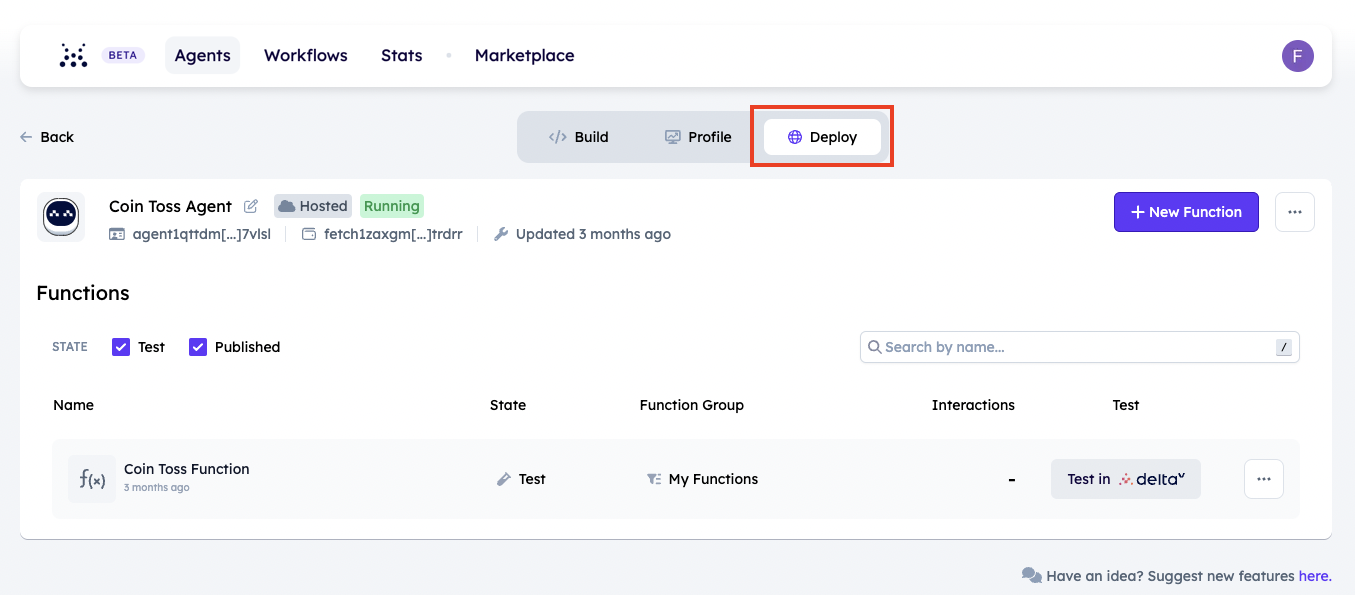 BETA Agents Workflows Stats Marketplace F
Back
</> Build Profile Deploy
Coin Toss Agent Hosted Running
+ New Function ...
agent1qttdm[...]7vlsl fetch1zaxgm[...]trdrr Updated 3 months ago
Functions
STATE Test Published
Search by name... /
Name State Function Group Interactions Test
f(x) Coin Toss Function
3 months ago
Test My Functions - Test in deltaV ...
Have an idea? Suggest new features here.